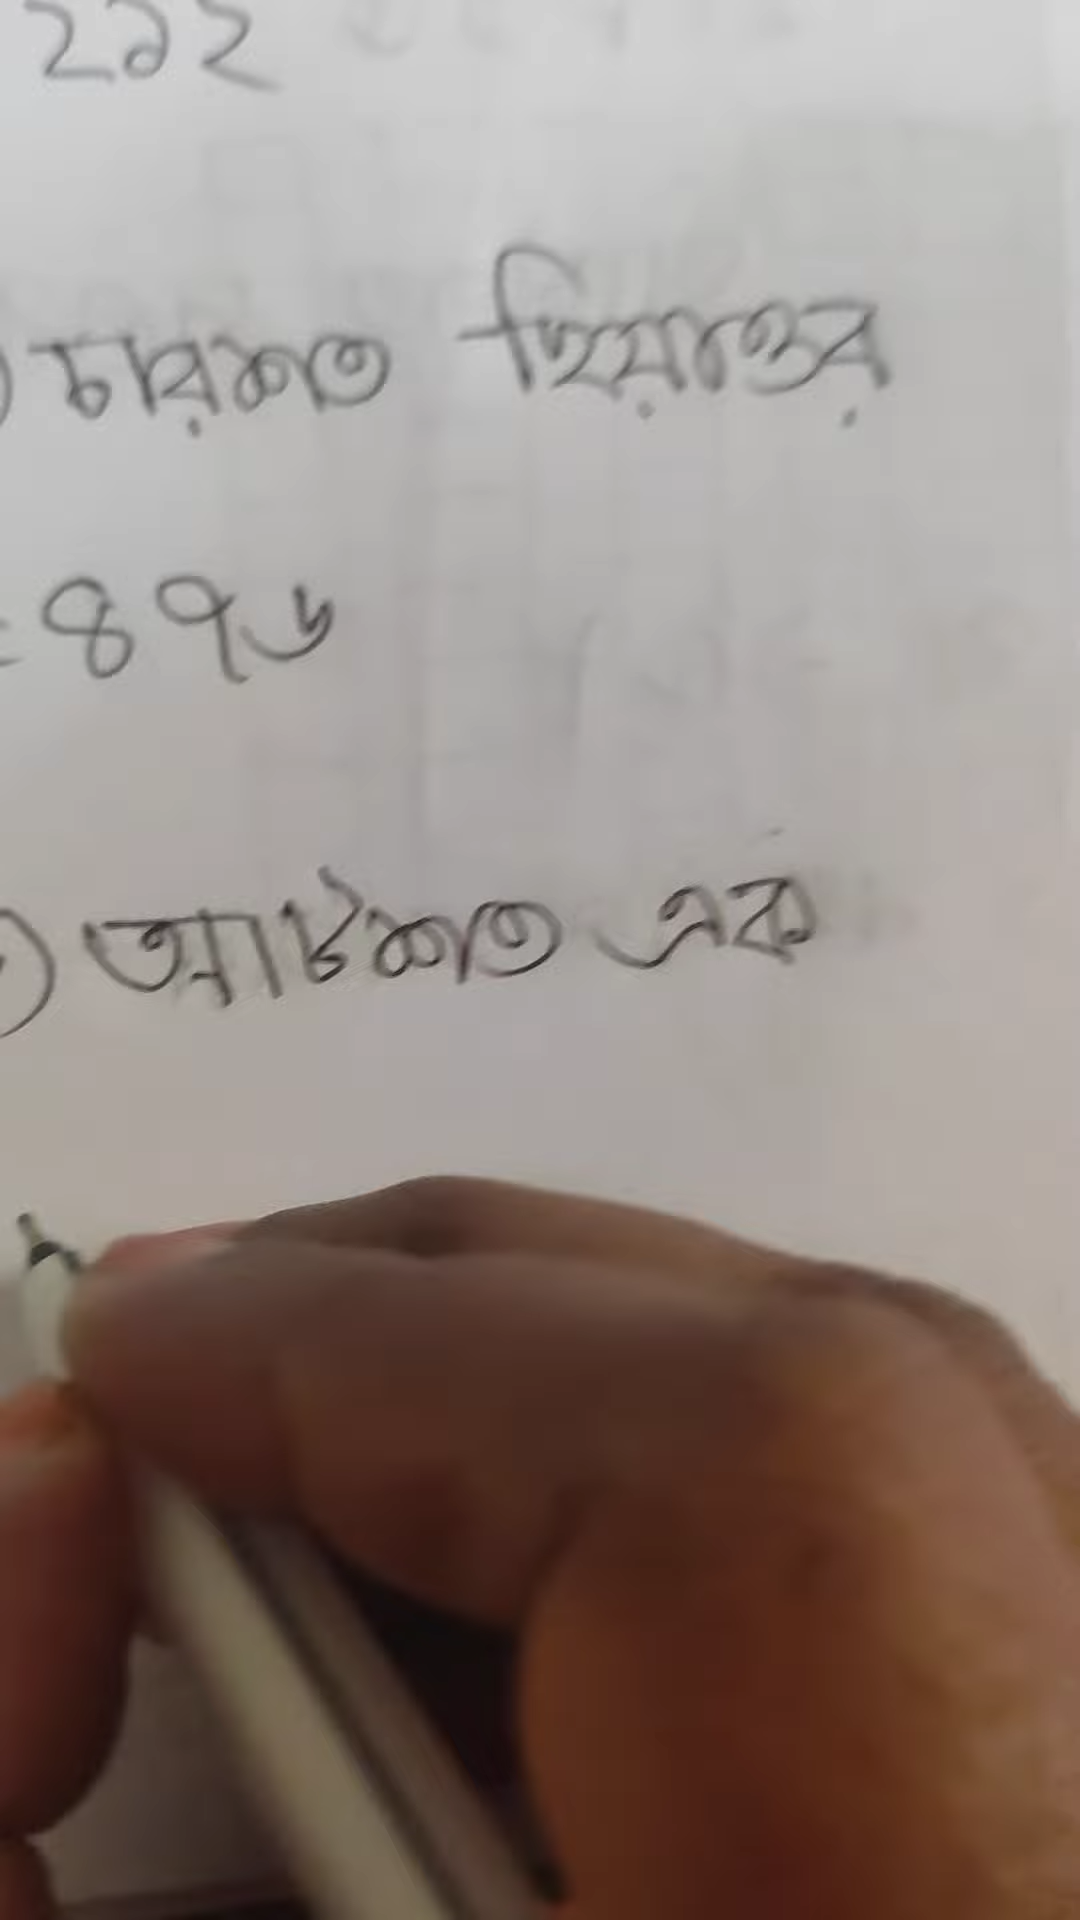 ২৯২
) চারশত ছিয়াত্তর
= ৪৭৬
) আটশত এক